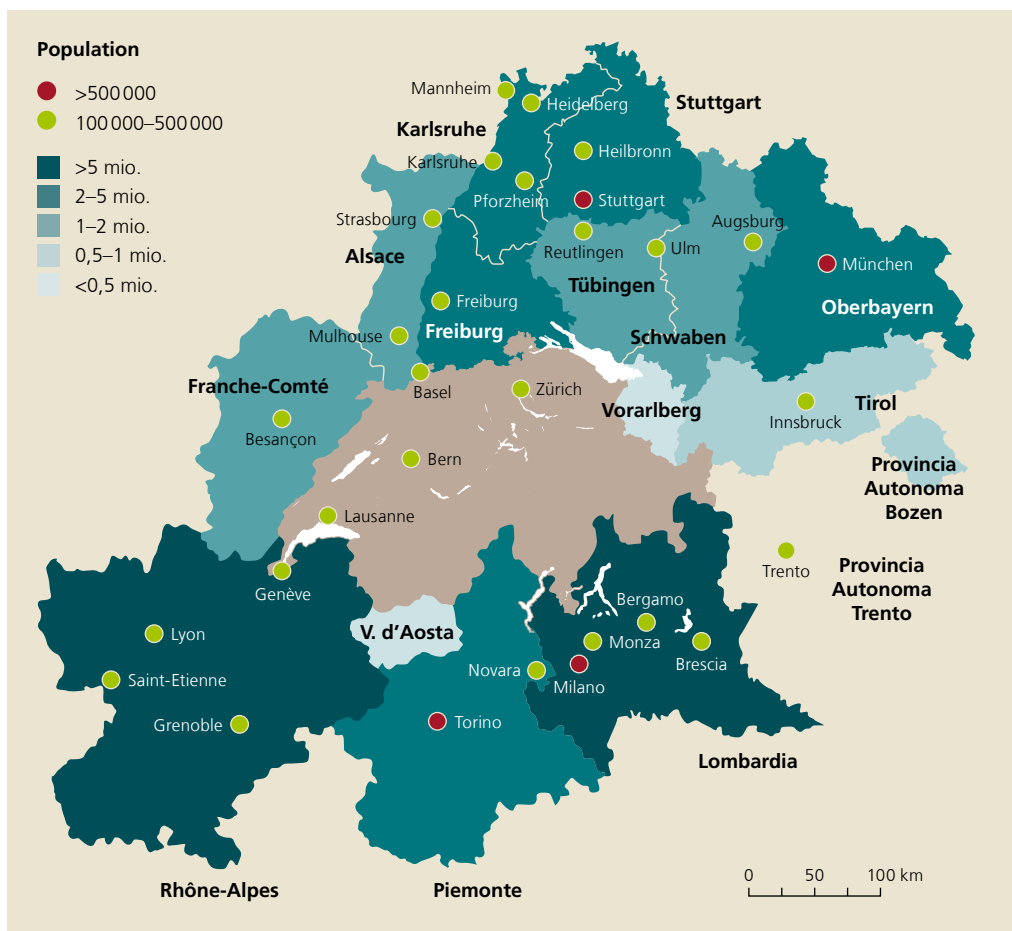 Population
>500 000
100 000–500 000
>5 mio.
2–5 mio.
1–2 mio.
0,5–1 mio.
<0,5 mio.
Mannheim
Heidelberg
Stuttgart
Karlsruhe
Heilbronn
Karlsruhe
Pforzheim
Stuttgart
Strasbourg
Augsburg
Reutlingen
Ulm
Alsace
München
Tübingen
Freiburg
Oberbayern
Freiburg
Mulhouse
Schwaben
Franche-Comté
Basel
Zürich
Vorarlberg
Tirol
Innsbruck
Besançon
Bern
Provincia
Autonoma
Bozen
Lausanne
Trento
Provincia
Autonoma
Trento
Genève
Bergamo
Lyon
V. d'Aosta
Monza
Brescia
Novara
Saint-Etienne
Milano
Grenoble
Torino
Lombardia
0 50 100 km
Rhône-Alpes
Piemonte